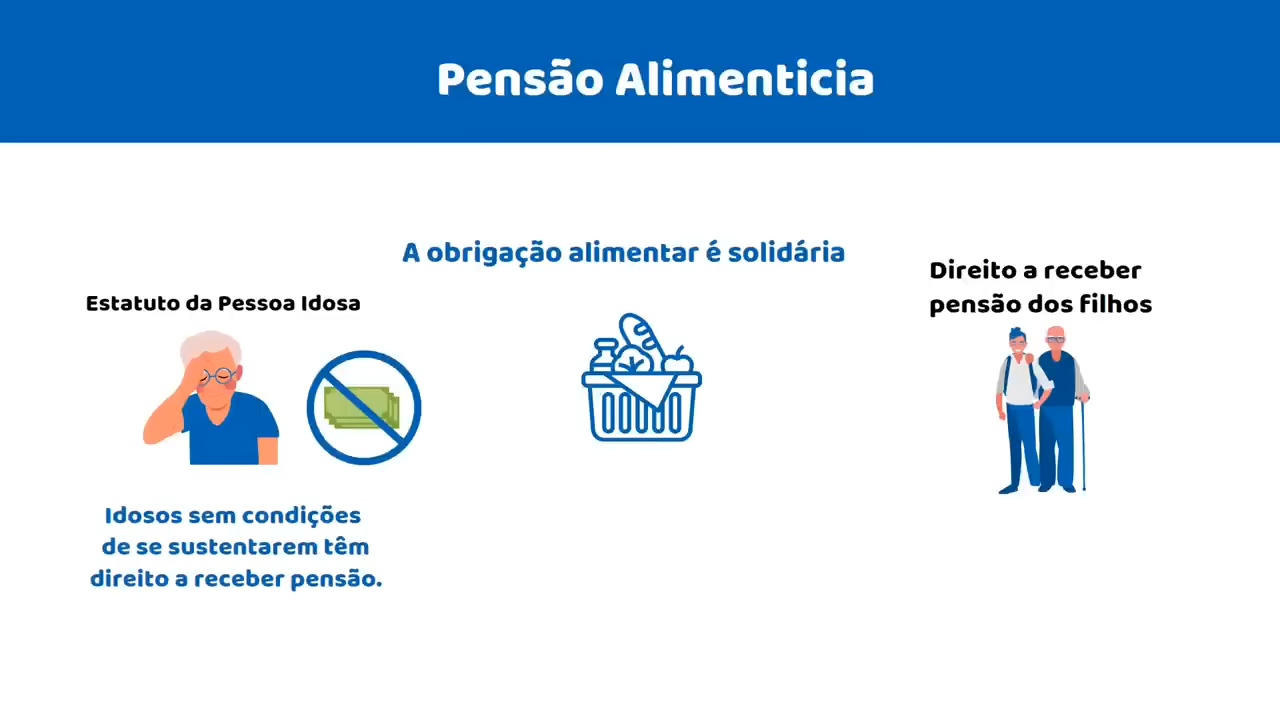 Pensão Alimenticia
A obrigação alimentar é solidária
Estatuto da Pessoa Idosa
Idosos sem condições
de se sustentarem têm
direito a receber pensão.
Direito a receber
pensão dos filhos